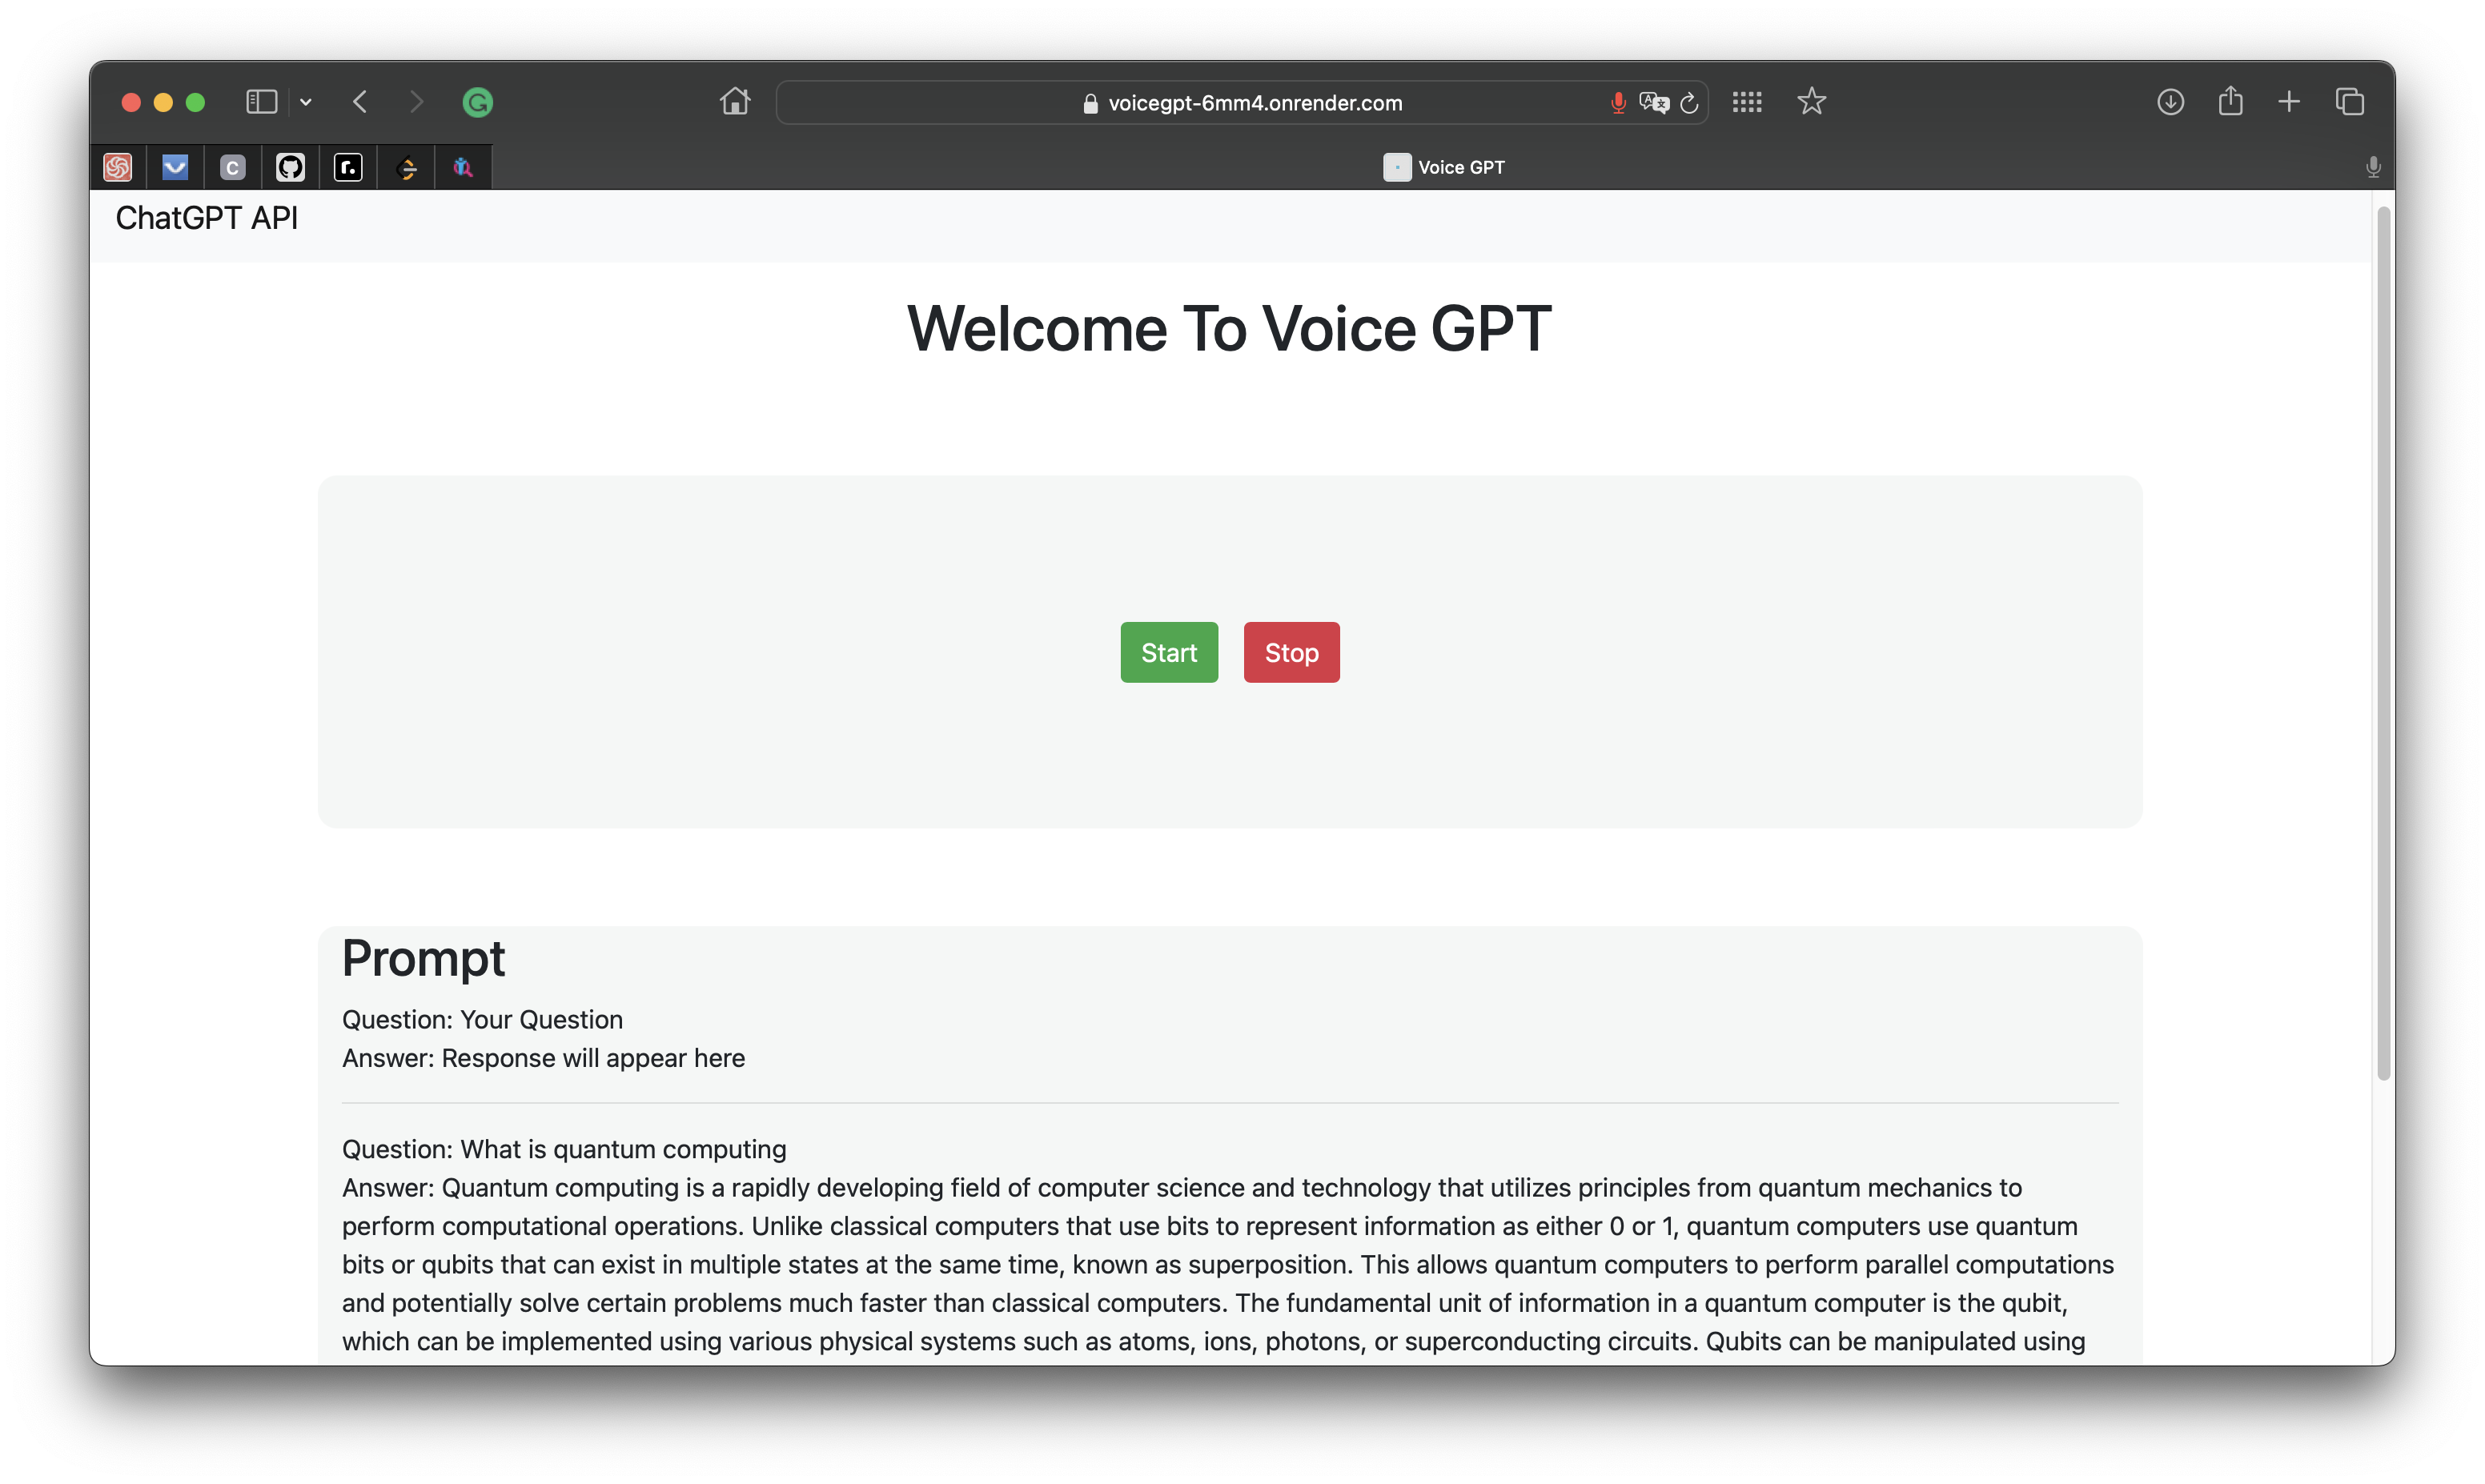 voicegpt-6mm4.onrender.com
C
r.
Voice GPT
ChatGPT API
Welcome To Voice GPT
Start Stop
Prompt
Question: Your Question
Answer: Response will appear here
Question: What is quantum computing
Answer: Quantum computing is a rapidly developing field of computer science and technology that utilizes principles from quantum mechanics to
perform computational operations. Unlike classical computers that use bits to represent information as either 0 or 1, quantum computers use quantum
bits or qubits that can exist in multiple states at the same time, known as superposition. This allows quantum computers to perform parallel computations
and potentially solve certain problems much faster than classical computers. The fundamental unit of information in a quantum computer is the qubit,
which can be implemented using various physical systems such as atoms, ions, photons, or superconducting circuits. Qubits can be manipulated using